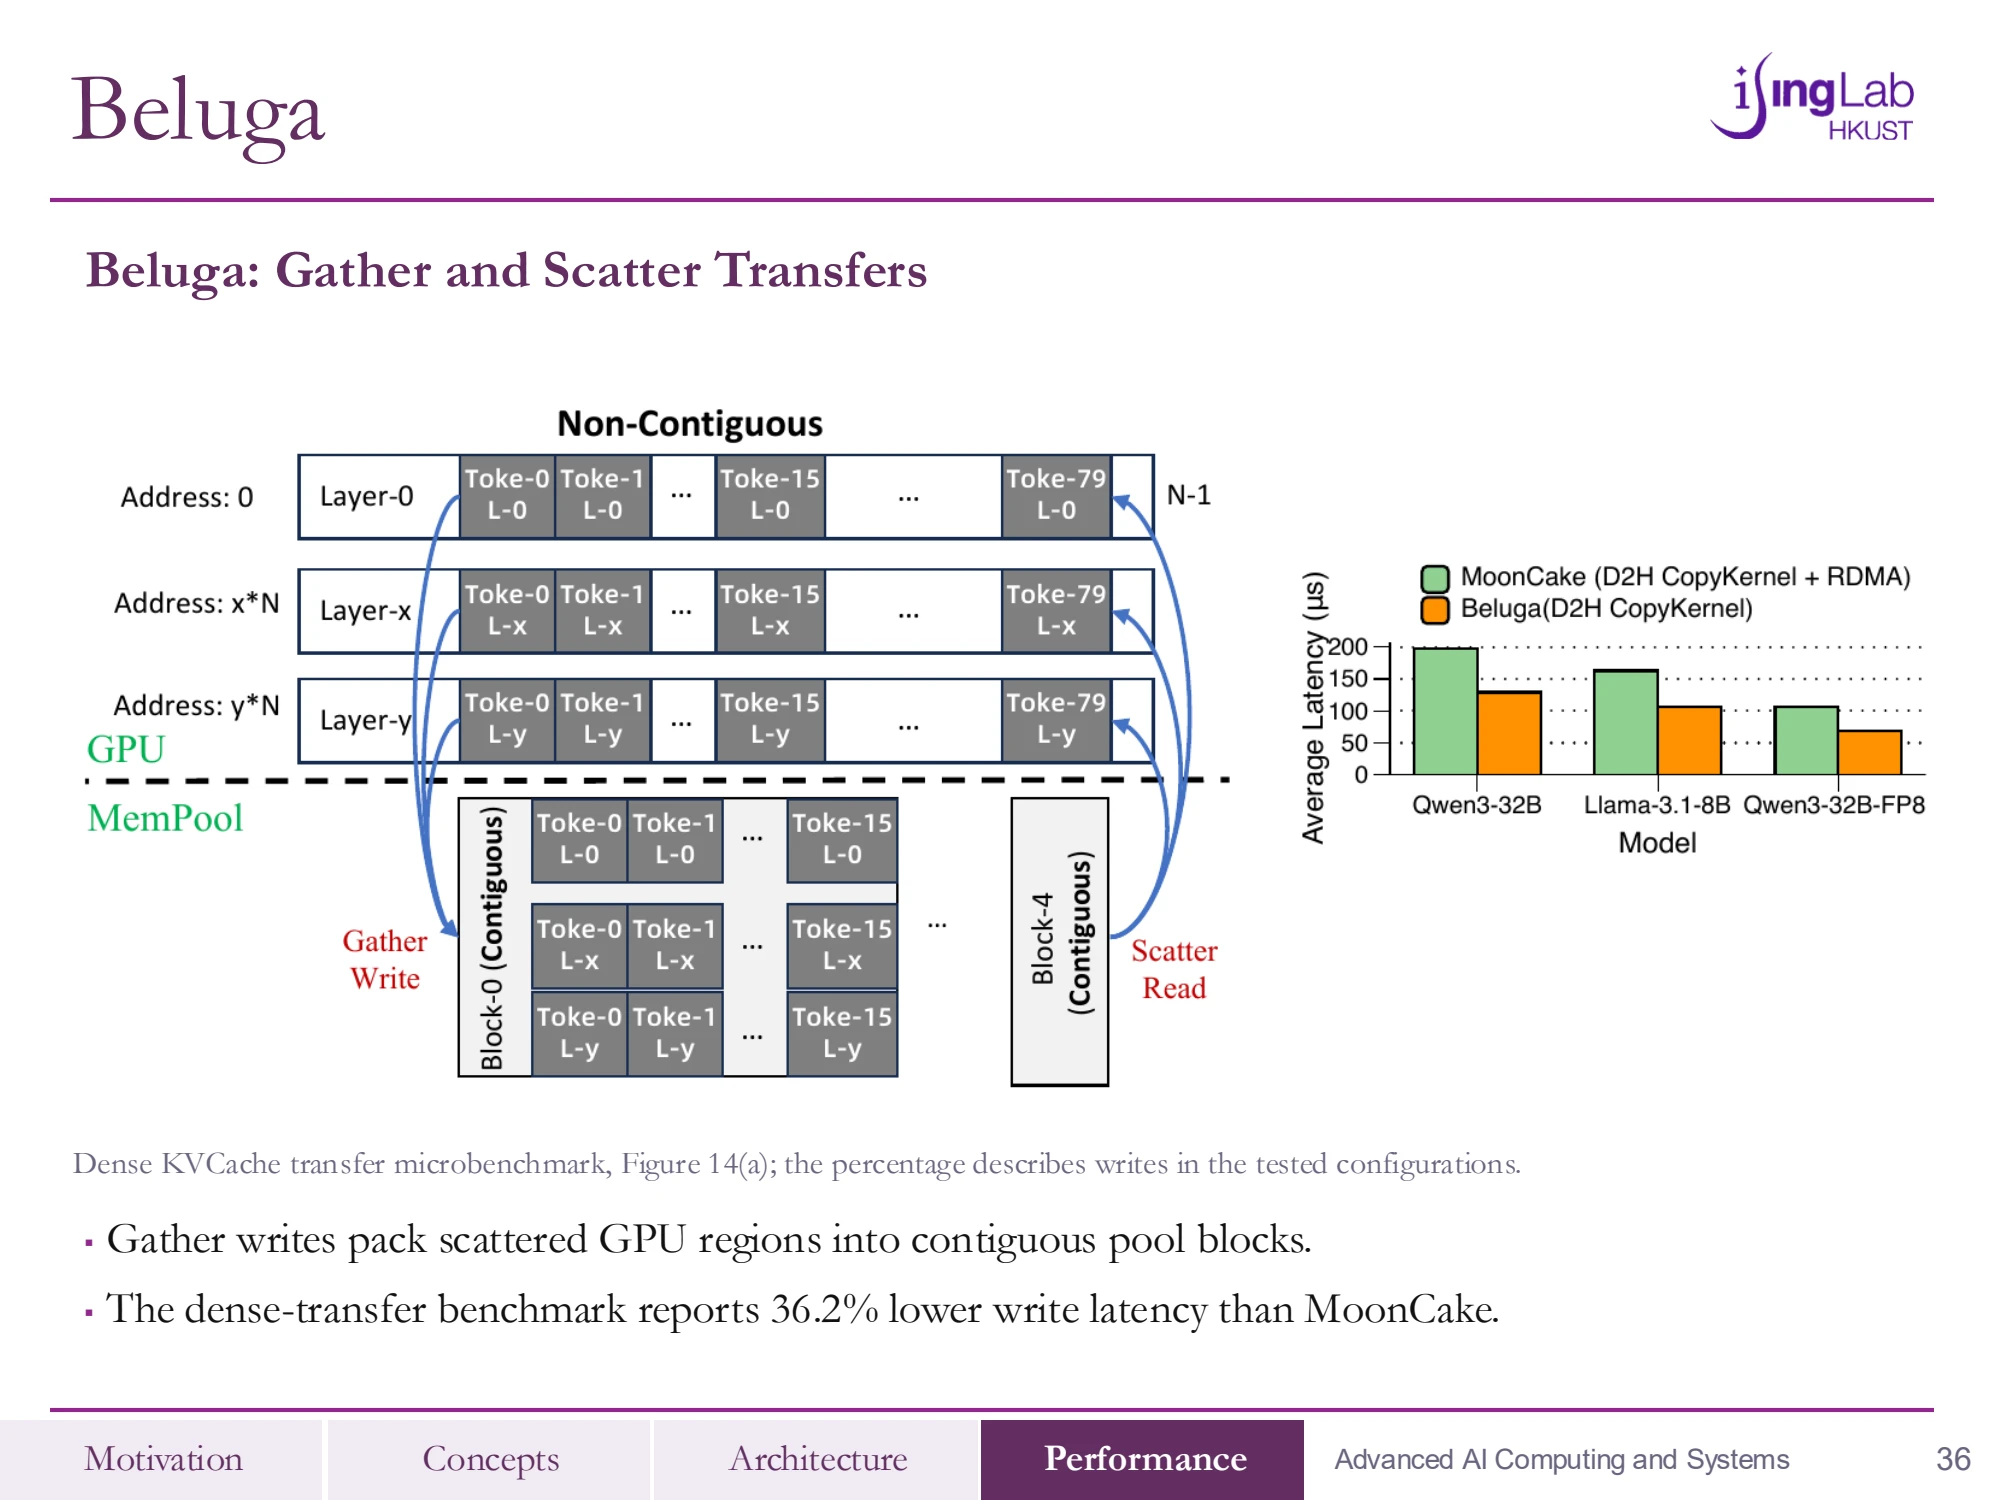 Beluga
isingLab
HKUST
Beluga: Gather and Scatter Transfers
Non-Contiguous
Address: 0
Layer-0
Toke-0 L-0
Toke-1 L-0
...
Toke-15 L-0
...
Toke-79 L-0
N-1
Address: x*N
Layer-x
Toke-0 L-x
Toke-1 L-x
...
Toke-15 L-x
...
Toke-79 L-x
Address: y*N
Layer-y
Toke-0 L-y
Toke-1 L-y
...
Toke-15 L-y
...
Toke-79 L-y
GPU
MemPool
Block-0 (Contiguous)
Toke-0 L-0
Toke-1 L-0
...
Toke-15 L-0
Toke-0 L-x
Toke-1 L-x
...
Toke-15 L-x
Toke-0 L-y
Toke-1 L-y
...
Toke-15 L-y
...
Block-4
(Contiguous)
Gather
Write
Scatter
Read
MoonCake (D2H CopyKernel + RDMA)
Beluga(D2H CopyKernel)
Average Latency (μs)
200
150
100
50
0
Qwen3-32B
Llama-3.1-8B
Qwen3-32B-FP8
Model
Dense KVCache transfer microbenchmark, Figure 14(a); the percentage describes writes in the tested configurations.
▪ Gather writes pack scattered GPU regions into contiguous pool blocks.
▪ The dense-transfer benchmark reports 36.2% lower write latency than MoonCake.
Motivation
Concepts
Architecture
Performance
Advanced AI Computing and Systems
36